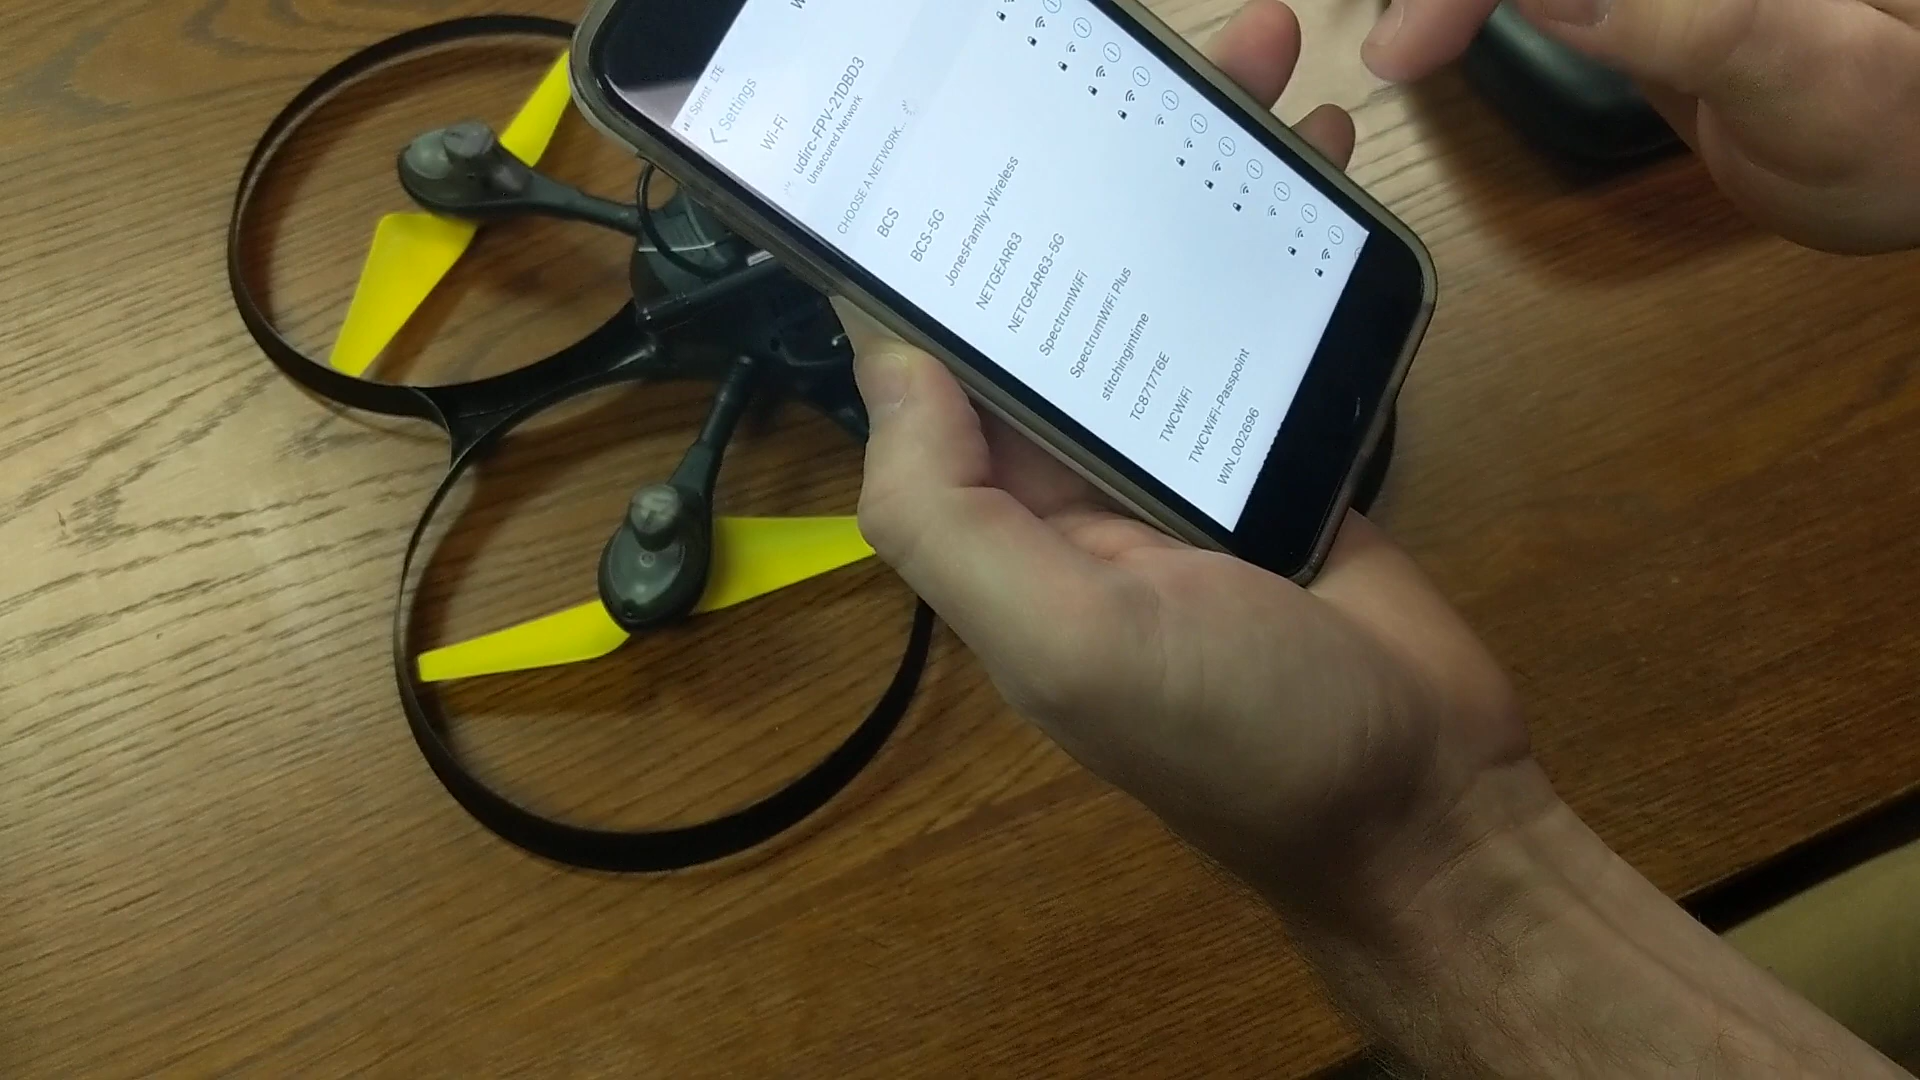 Sprint LTE
Settings
Wi-Fi
udirc-FPV-21DBD3
Unsecured Network
CHOOSE A NETWORK...
BCS
BCS-5G
JonesFamily-Wireless
NETGEAR63
NETGEAR63-5G
SpectrumWiFi
SpectrumWiFi Plus
stitchingintime
TC8717T6E
TWCWiFi
TWCWiFi-Passpoint
WIN_002696